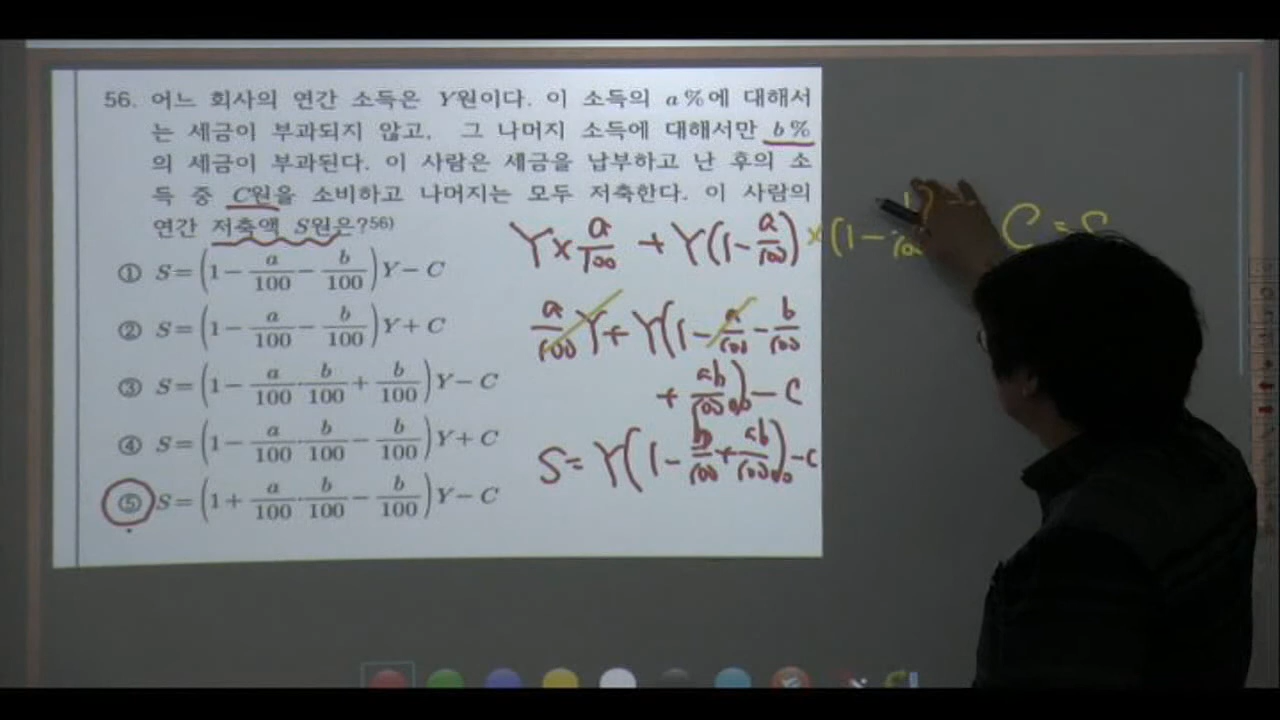 56. 어느 회사의 연간 소득은 Y원이다. 이 소득의 a%에 대해서
는 세금이 부과되지 않고, 그 나머지 소득에 대해서만 b%
의 세금이 부과된다. 이 사람은 세금을 납부하고 난 후의 소
득 중 C원을 소비하고 나머지는 모두 저축한다. 이 사람의
연간 저축액 S원은?56)
① S=(1-a/100-b/100)Y-C
② S=(1-a/100-b/100)Y+C
③ S=(1-a/100·b/100+b/100)Y-C
④ S=(1-a/100·b/100-b/100)Y+C
⑤ S=(1+a/100·b/100-b/100)Y-C
Y×a/100 + Y(1-a/100)×(1- C=S
a/100 Y+Y(1-a/100-b/100
+ab/10000)-C
S=Y(1-b/100+ab/10000)-C